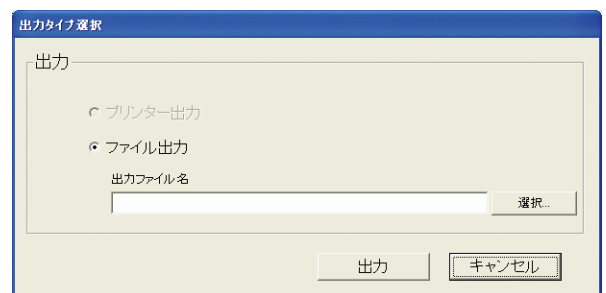 出力タイプ選択
出力
プリンター出力
ファイル出力
出力ファイル名
選択...
出力 キャンセル